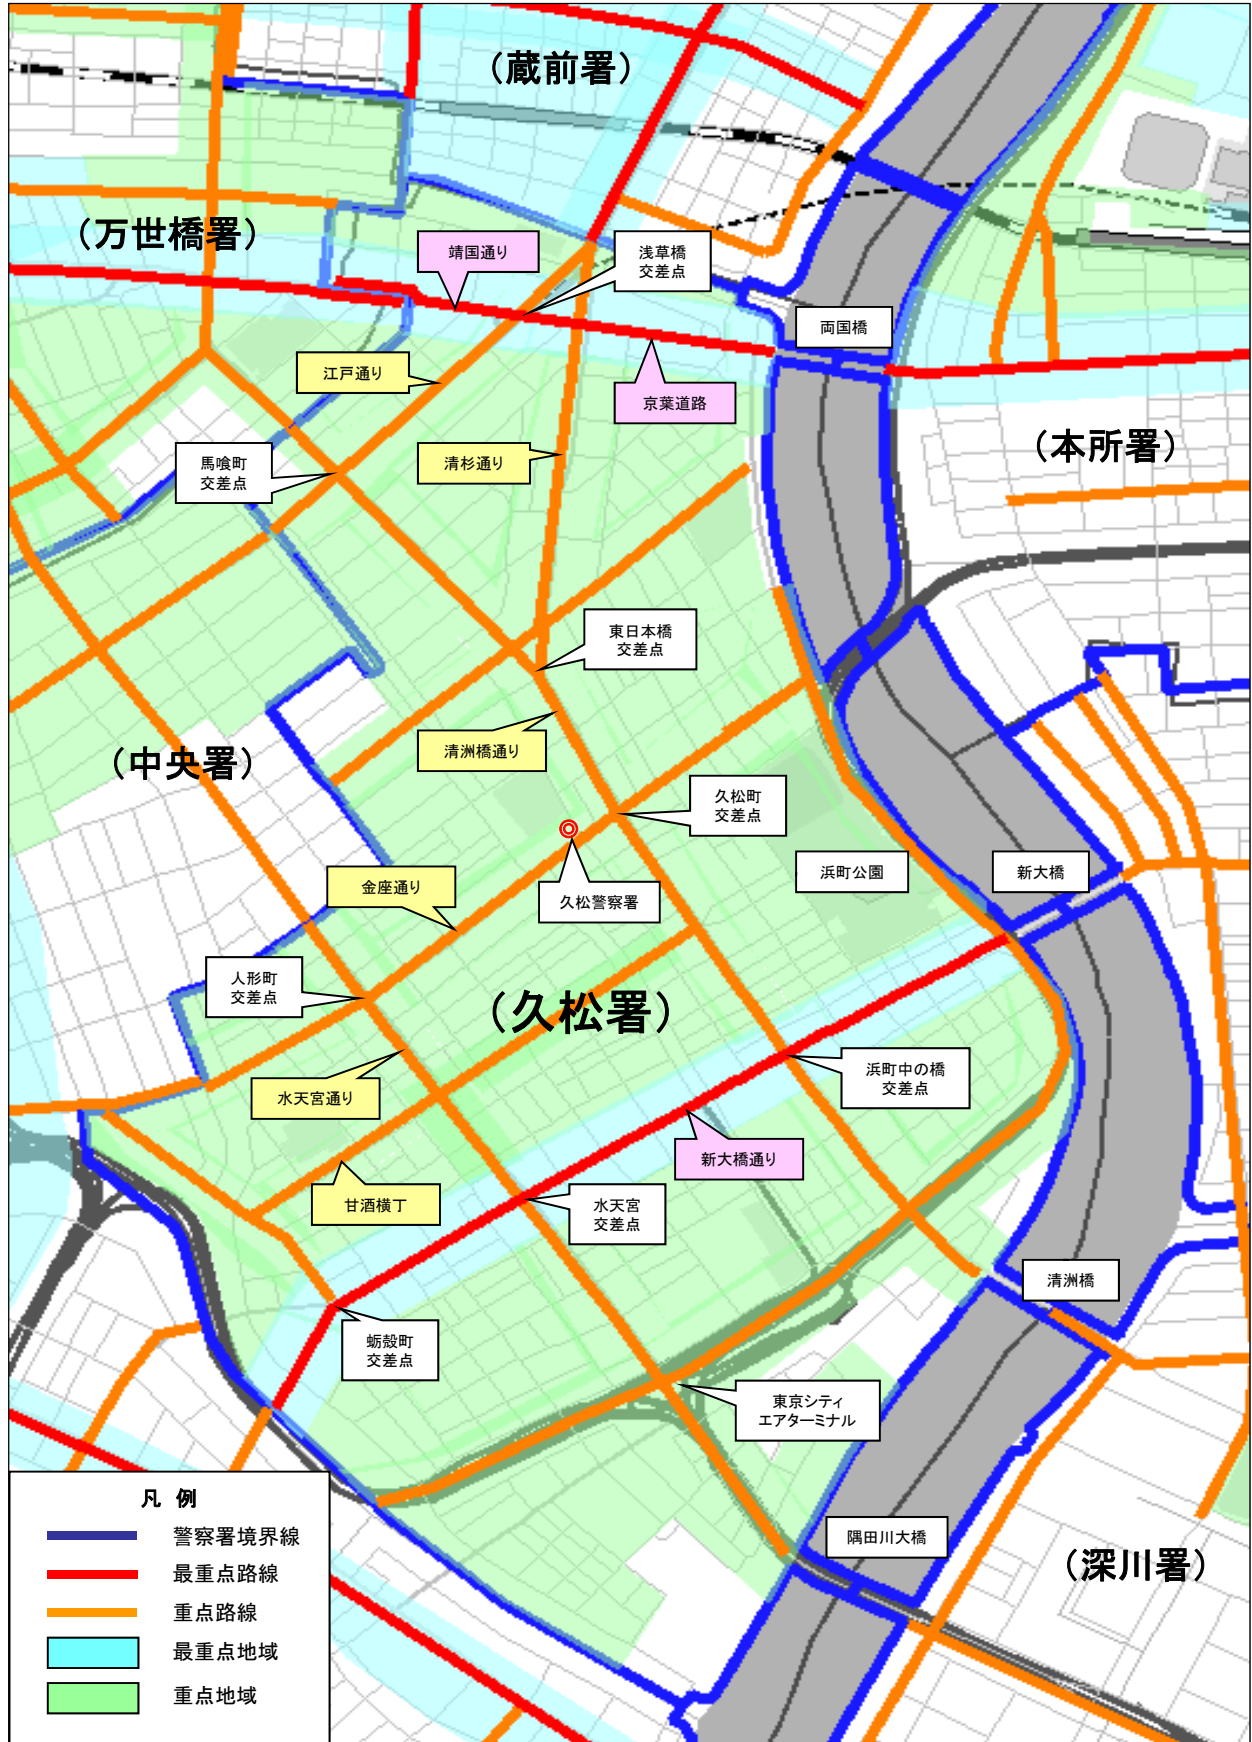 （蔵前署）
（万世橋署）
靖国通り
浅草橋
交差点
両国橋
江戸通り
京葉道路
（本所署）
馬喰町
交差点
清杉通り
東日本橋
交差点
清洲橋通り
（中央署）
久松町
交差点
浜町公園
新大橋
金座通り
久松警察署
人形町
交差点
（久松署）
浜町中の橋
交差点
水天宮通り
新大橋通り
甘酒横丁
水天宮
交差点
清洲橋
蛎殻町
交差点
東京シティ
エアターミナル
隅田川大橋
（深川署）
凡 例
警察署境界線
最重点路線
重点路線
最重点地域
重点地域